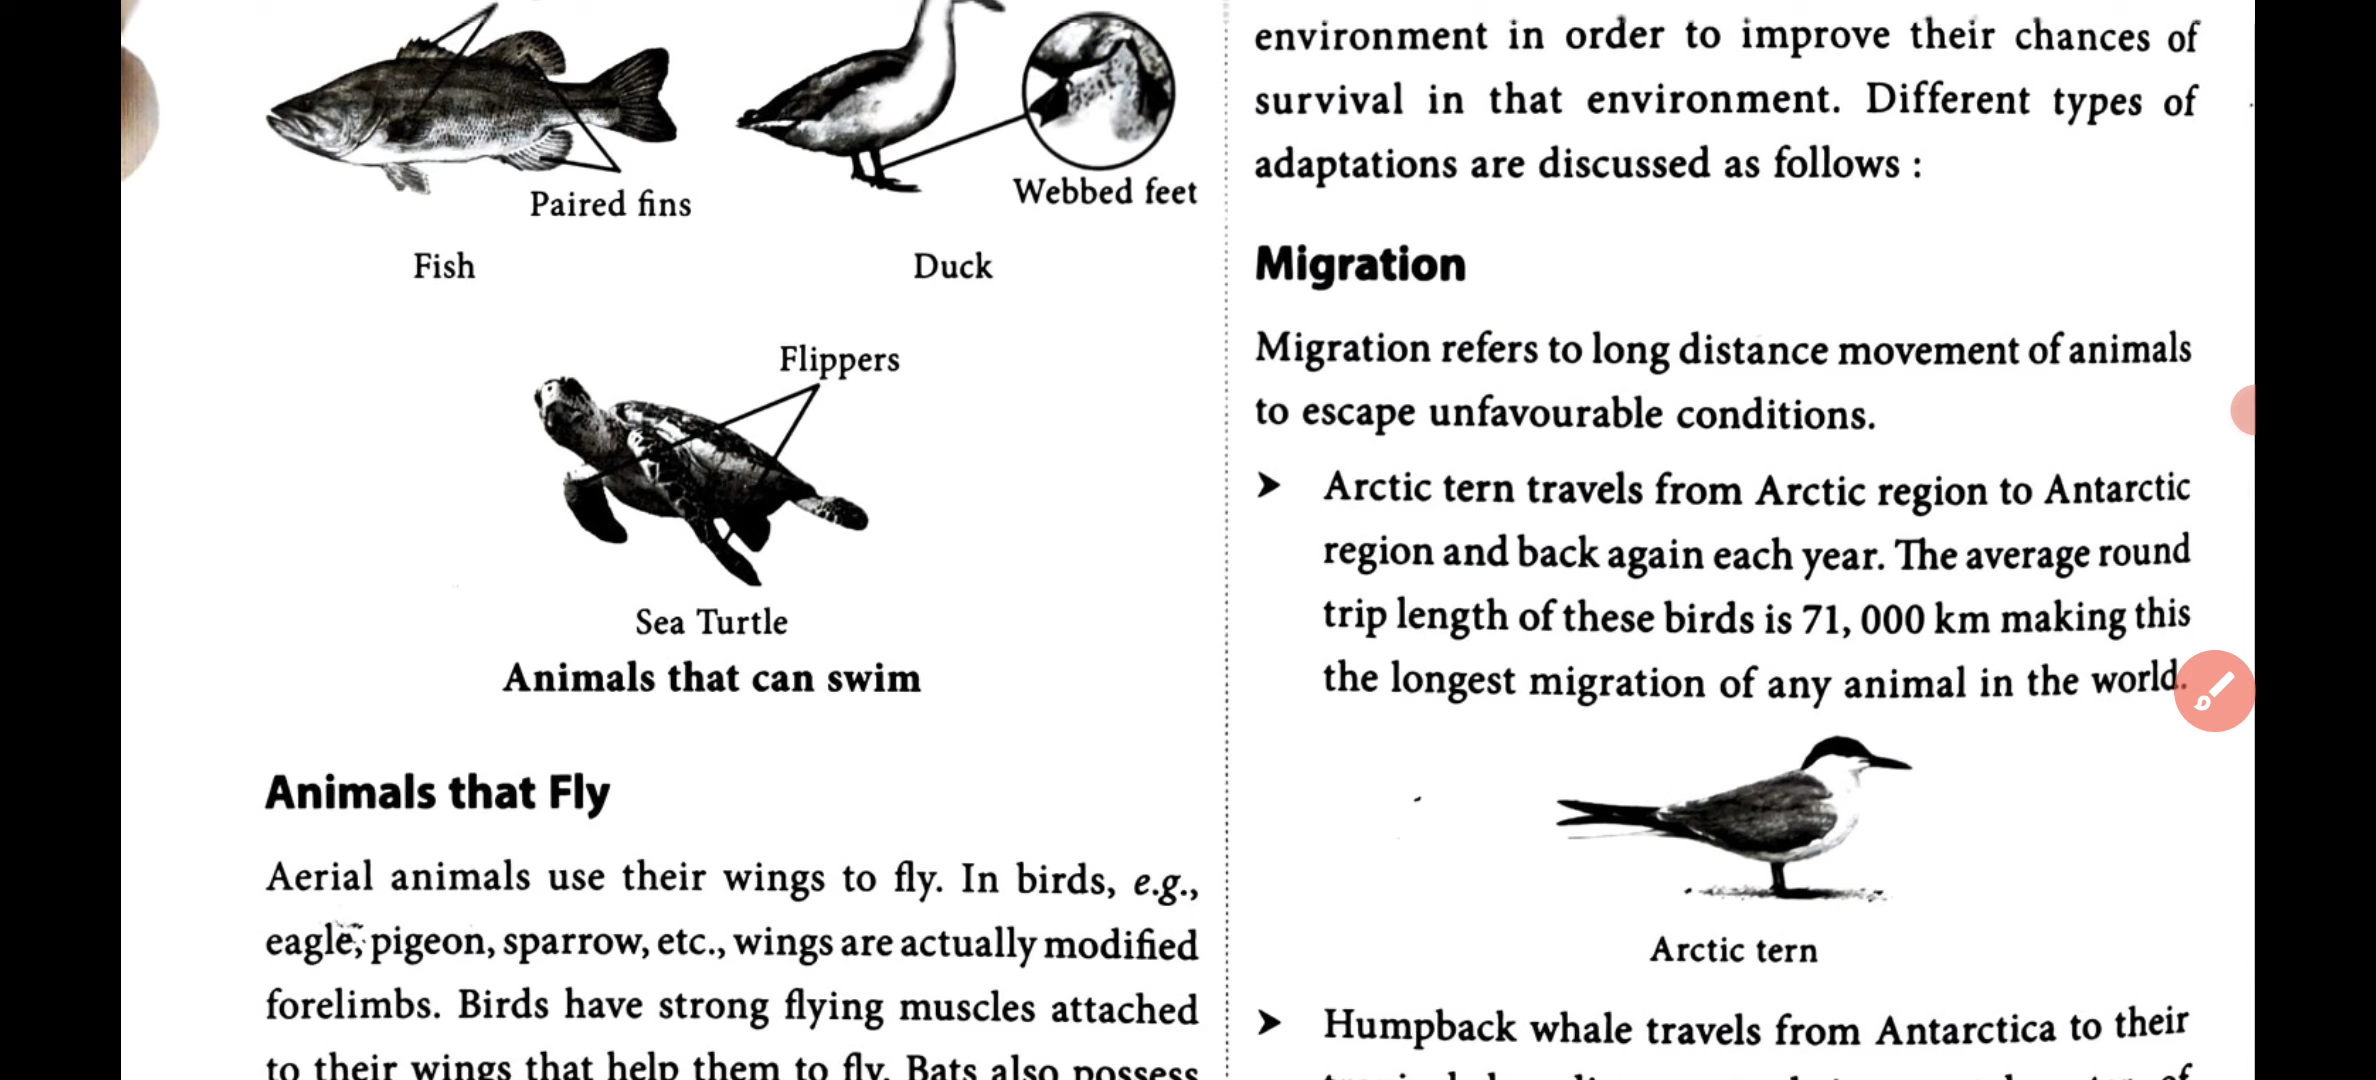 Paired fins
Webbed feet
Fish
Duck
Flippers
Sea Turtle
Animals that can swim
Animals that Fly
Aerial animals use their wings to fly. In birds, e.g.,
eagle, pigeon, sparrow, etc., wings are actually modified
forelimbs. Birds have strong flying muscles attached
to their wings that help them to fly. Bats also possess
environment in order to improve their chances of
survival in that environment. Different types of
adaptations are discussed as follows :
Migration
Migration refers to long distance movement of animals
to escape unfavourable conditions.
➤ Arctic tern travels from Arctic region to Antarctic
region and back again each year. The average round
trip length of these birds is 71, 000 km making this
the longest migration of any animal in the world.
Arctic tern
➤ Humpback whale travels from Antarctica to their